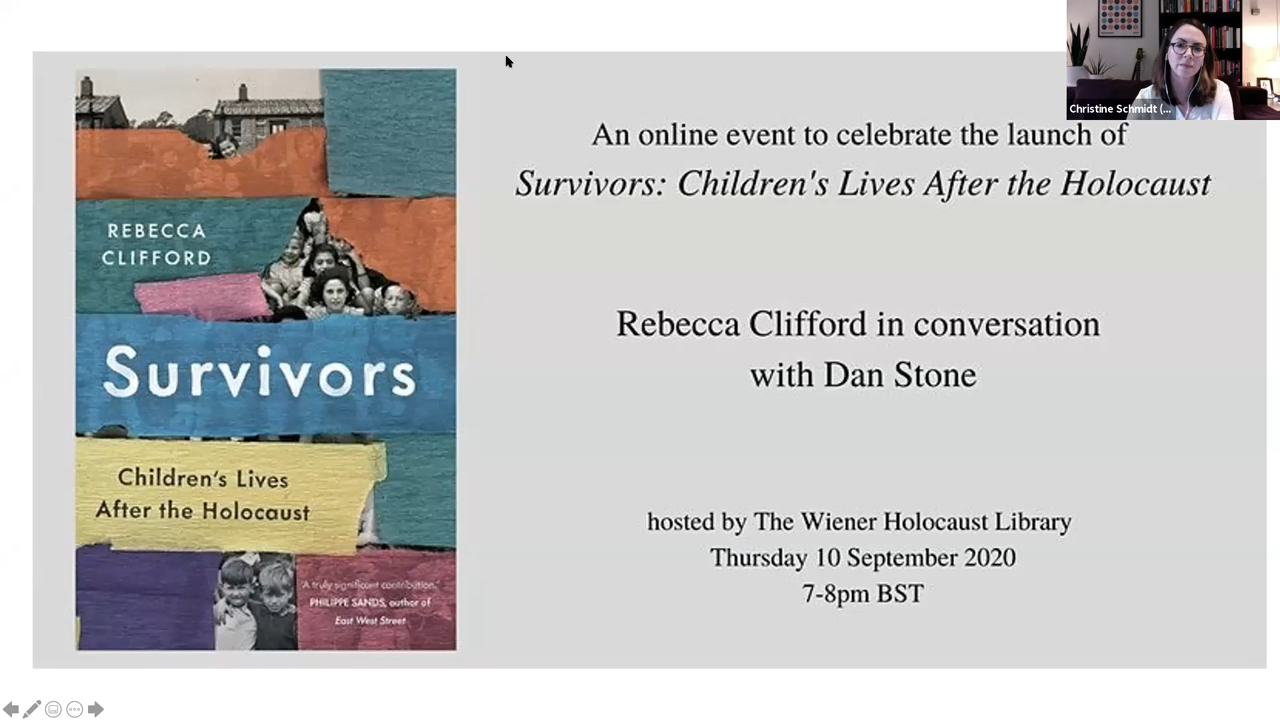 Christine Schmidt (...
An online event to celebrate the launch of
Survivors: Children's Lives After the Holocaust
Rebecca Clifford in conversation
with Dan Stone
hosted by The Wiener Holocaust Library
Thursday 10 September 2020
7-8pm BST
REBECCA
CLIFFORD
Survivors
Children's Lives
After the Holocaust
'A truly significant contribution.'
PHILIPPE SANDS, author of
East West Street